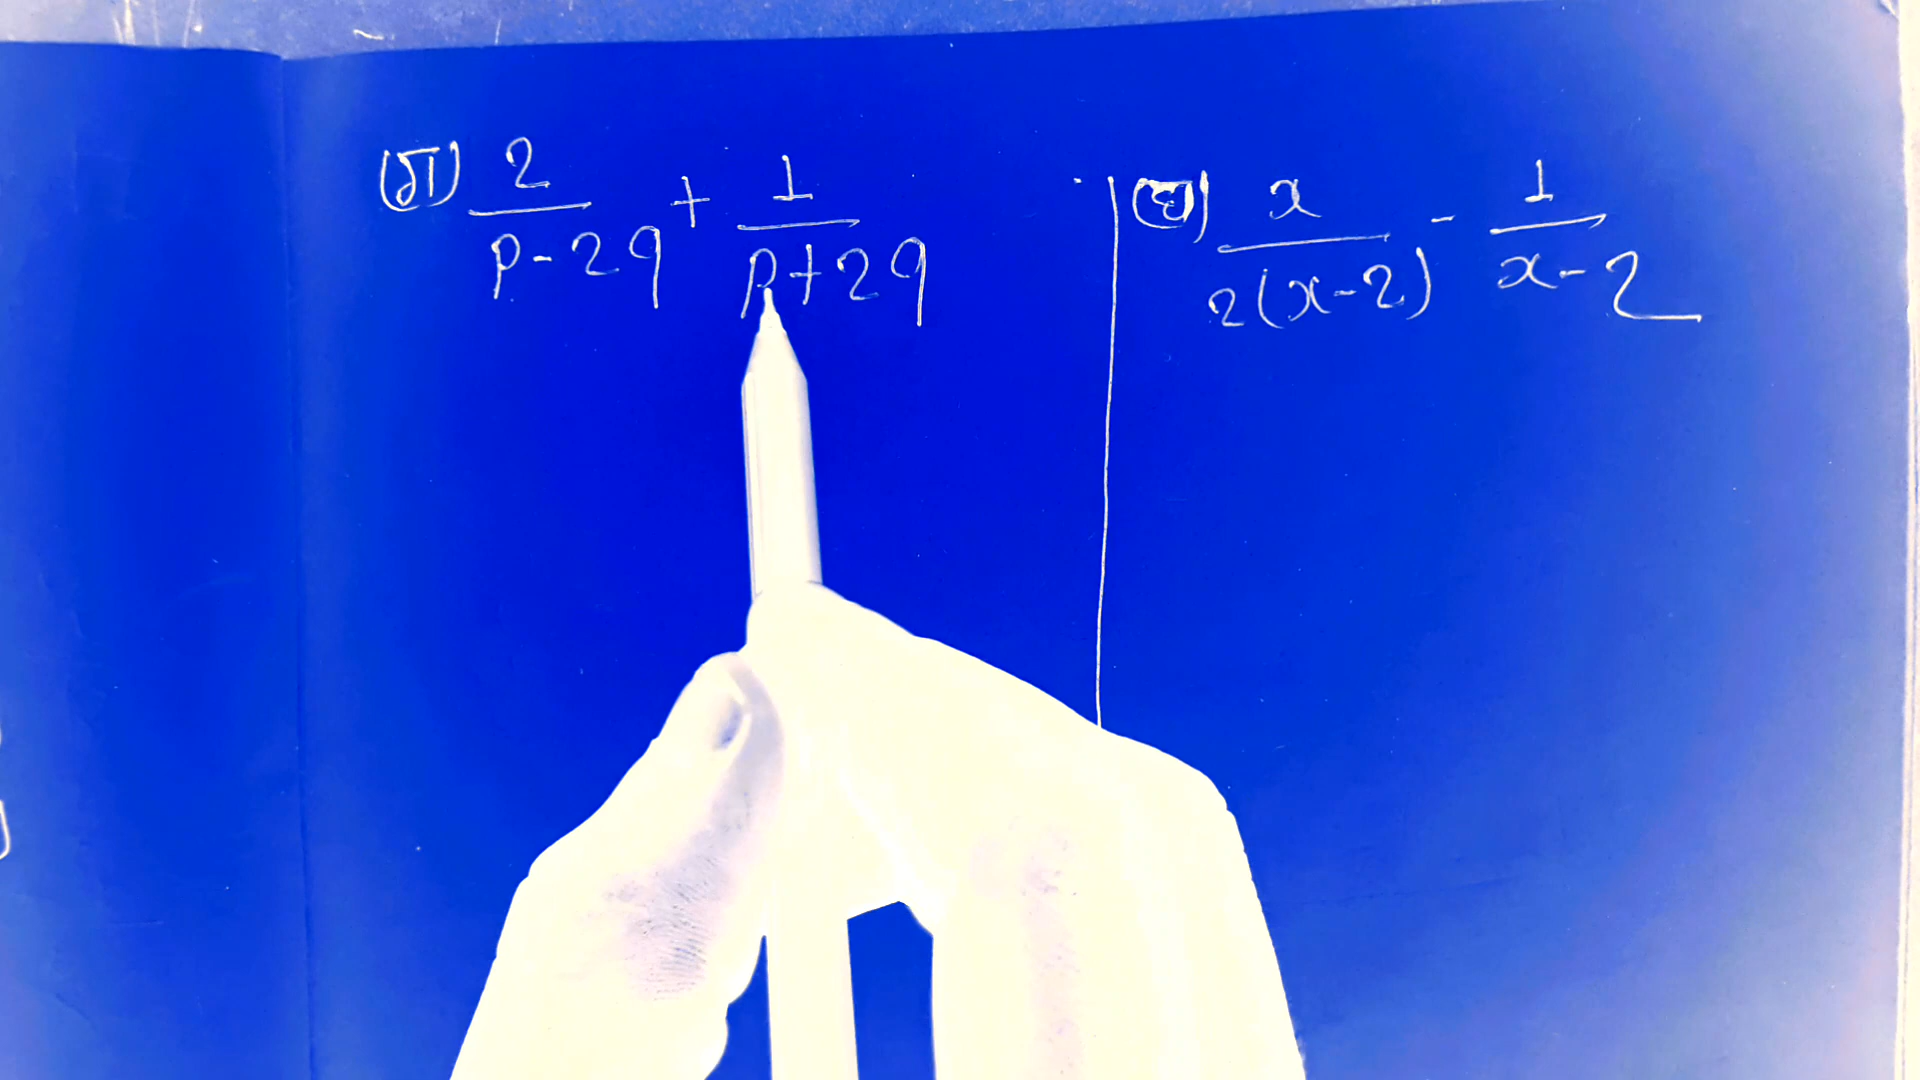 (ग) 2/(p-2q) + 1/(p+2q)
(घ) x/(2(x-2)) - 1/(x-2)